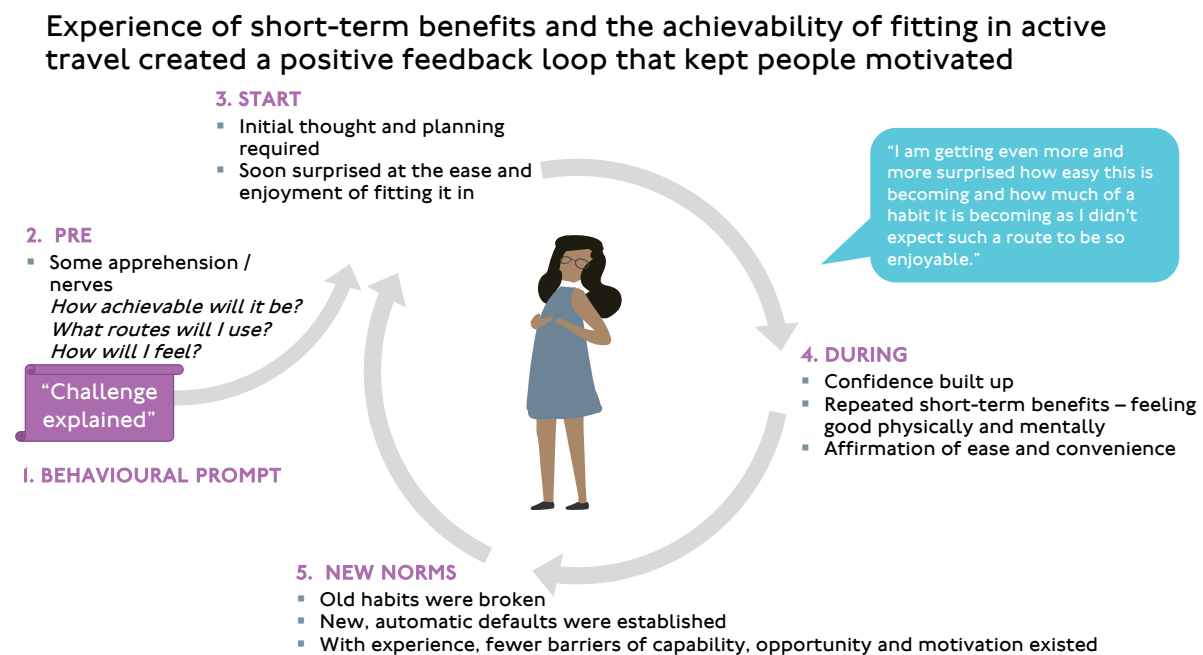 Experience of short-term benefits and the achievability of fitting in active
travel created a positive feedback loop that kept people motivated
3. START
▪ Initial thought and planning
required
▪ Soon surprised at the ease and
enjoyment of fitting it in
“I am getting even more and
more surprised how easy this is
becoming and how much of a
habit it is becoming as I didn’t
expect such a route to be so
enjoyable.”
2. PRE
▪ Some apprehension /
nerves
How achievable will it be?
What routes will I use?
How will I feel?
“Challenge
explained”
1. BEHAVIOURAL PROMPT
4. DURING
▪ Confidence built up
▪ Repeated short-term benefits – feeling
good physically and mentally
▪ Affirmation of ease and convenience
5. NEW NORMS
▪ Old habits were broken
▪ New, automatic defaults were established
▪ With experience, fewer barriers of capability, opportunity and motivation existed